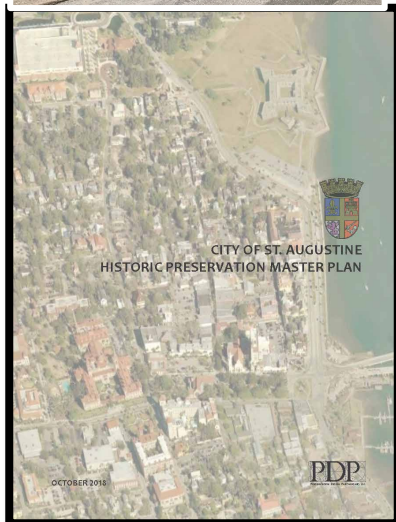 CITY OF ST. AUGUSTINE
HISTORIC PRESERVATION MASTER PLAN
OCTOBER 2018
PDP